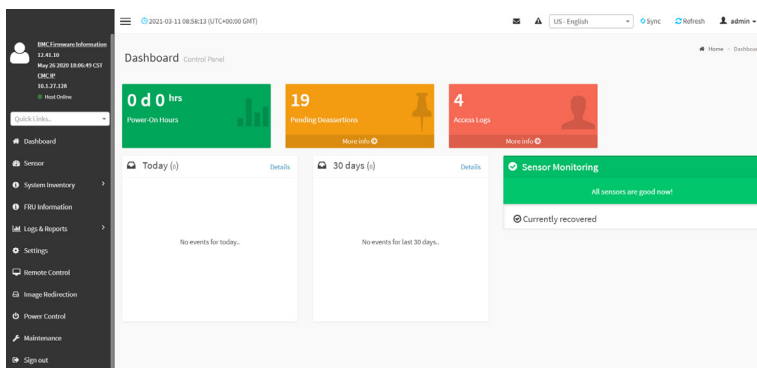 BMC Firmware Information
12.41.10
May 26 2020 18:06:49 CST
CMC IP
10.1.27.128
Host Online
Quick Links..
Dashboard
Sensor
System Inventory
FRU Information
Logs & Reports
Settings
Remote Control
Image Redirection
Power Control
Maintenance
Sign out
2021-03-11 08:58:13 (UTC+00:00 GMT)
US - English
Sync
Refresh
admin
Dashboard Control Panel
Home - Dashboar
0 d 0 hrs
Power-On Hours
19
Pending Deassertions
More info
4
Access Logs
More info
Today (0)
Details
No events for today..
30 days (0)
Details
No events for last 30 days..
Sensor Monitoring
All sensors are good now!
Currently recovered